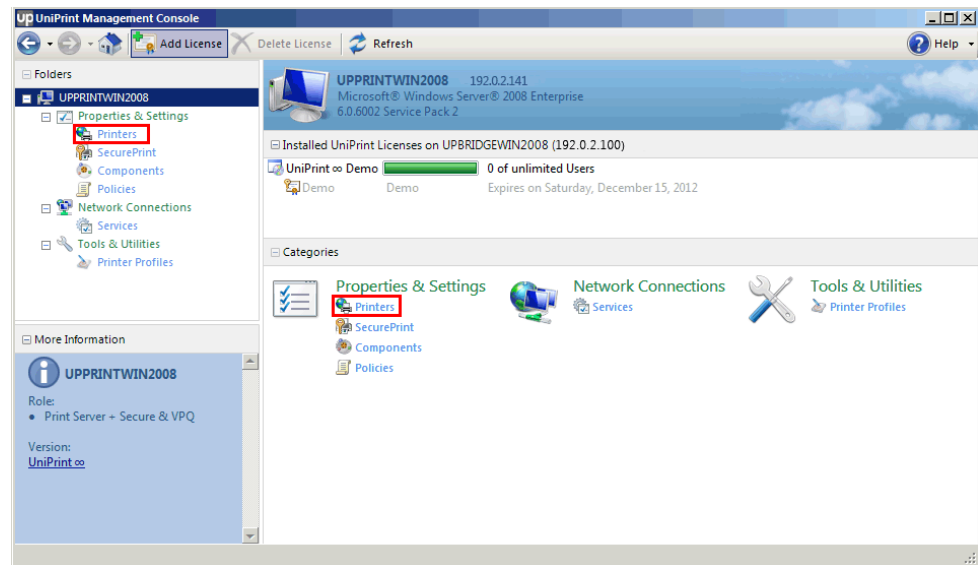 up UniPrint Management Console
Add License Delete License Refresh Help
Folders
UPPRINTWIN2008
Properties & Settings
Printers
SecurePrint
Components
Policies
Network Connections
Services
Tools & Utilities
Printer Profiles
More Information
UPPRINTWIN2008
Role:
• Print Server + Secure & VPQ
Version:
UniPrint ∞
UPPRINTWIN2008 192.0.2.141
Microsoft® Windows Server® 2008 Enterprise
6.0.6002 Service Pack 2
Installed UniPrint Licenses on UPBRIDGEWIN2008 (192.0.2.100)
UniPrint ∞ Demo 0 of unlimited Users
Demo Demo Expires on Saturday, December 15, 2012
Categories
Properties & Settings
Printers
SecurePrint
Components
Policies
Network Connections
Services
Tools & Utilities
Printer Profiles